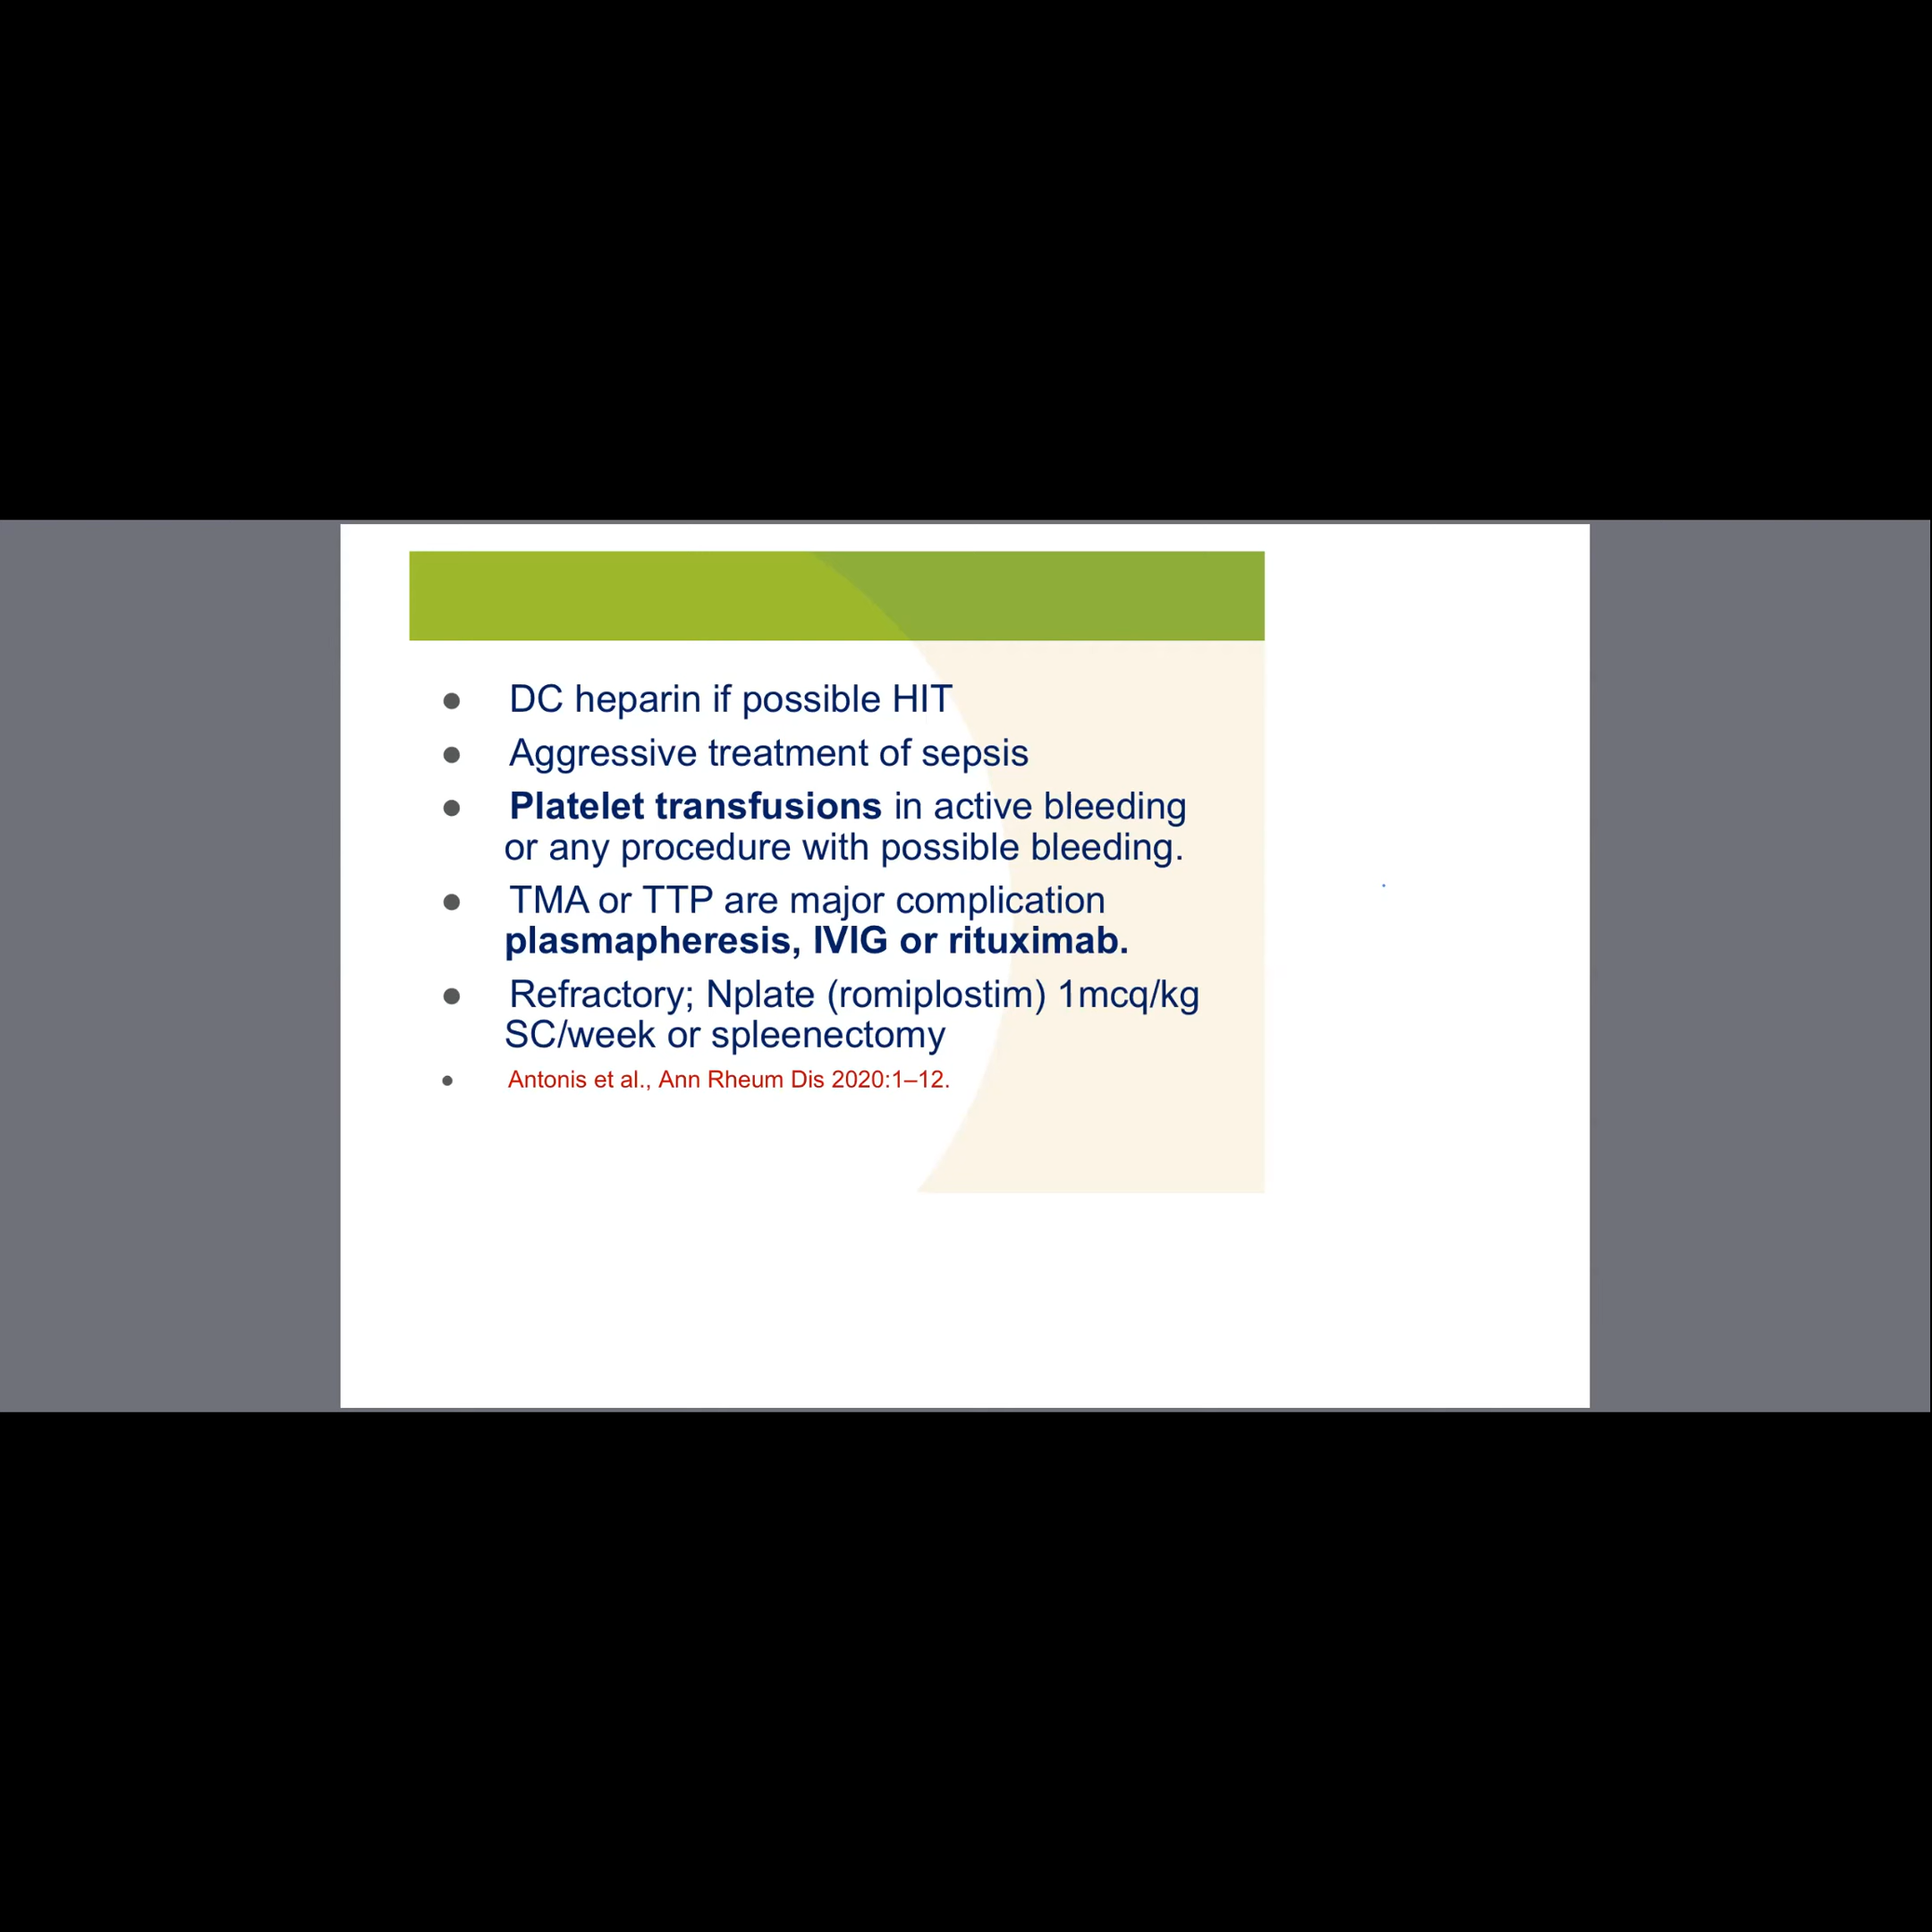 DC heparin if possible HIT
Aggressive treatment of sepsis
Platelet transfusions in active bleeding
or any procedure with possible bleeding.
TMA or TTP are major complication
plasmapheresis, IVIG or rituximab.
Refractory; Nplate (romiplostim) 1mcq/kg
SC/week or spleenectomy
Antonis et al., Ann Rheum Dis 2020:1–12.